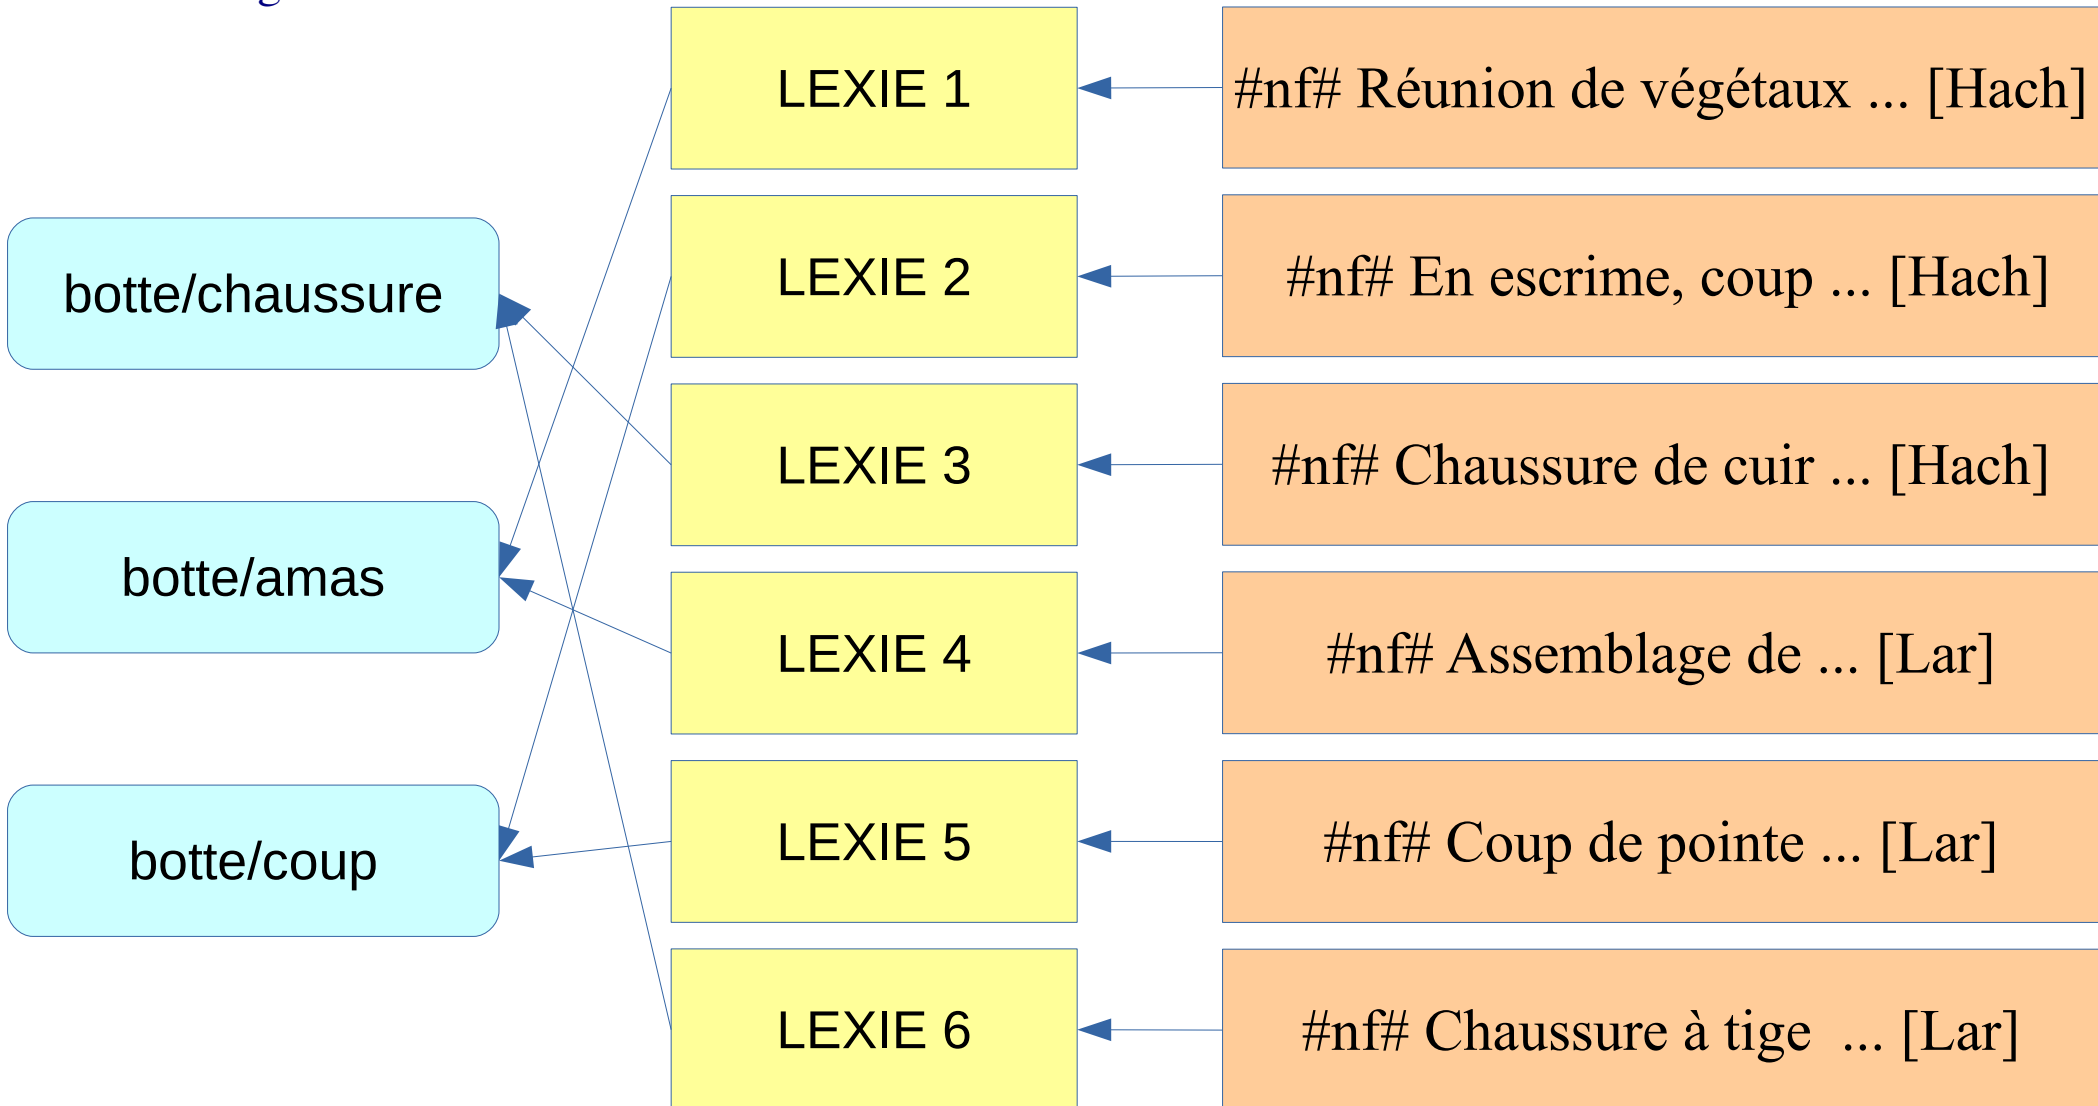 LEXIE 1
#nf# Réunion de végétaux ... [Hach]
botte/chaussure
LEXIE 2
#nf# En escrime, coup ... [Hach]
LEXIE 3
#nf# Chaussure de cuir ... [Hach]
botte/amas
LEXIE 4
#nf# Assemblage de ... [Lar]
botte/coup
LEXIE 5
#nf# Coup de pointe ... [Lar]
LEXIE 6
#nf# Chaussure à tige  ... [Lar]